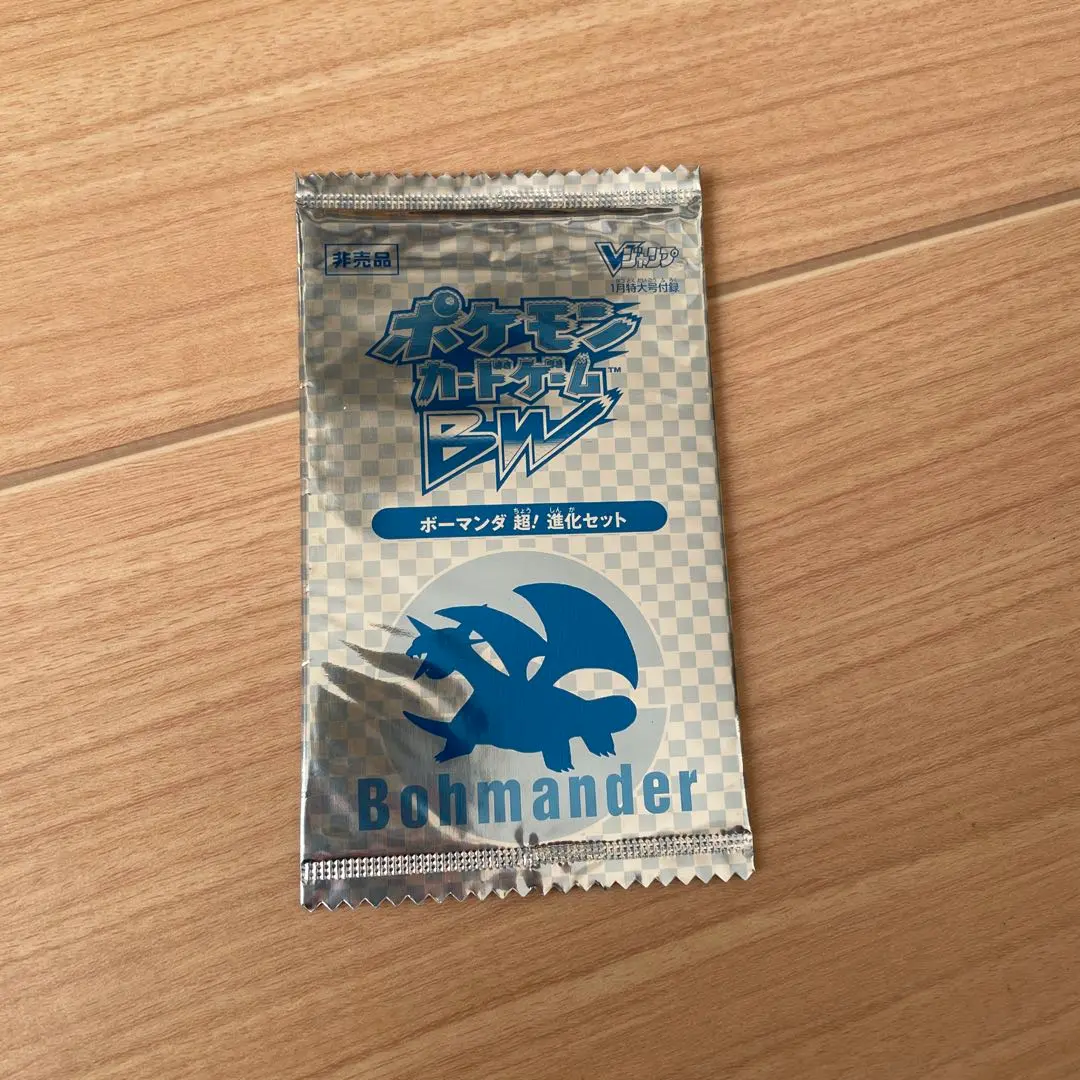 非売品
Vジャンプ
1月特大号付録
ポケモン
カードゲーム™
BW
ボーマンダ 超! 進化セット
Bohmander